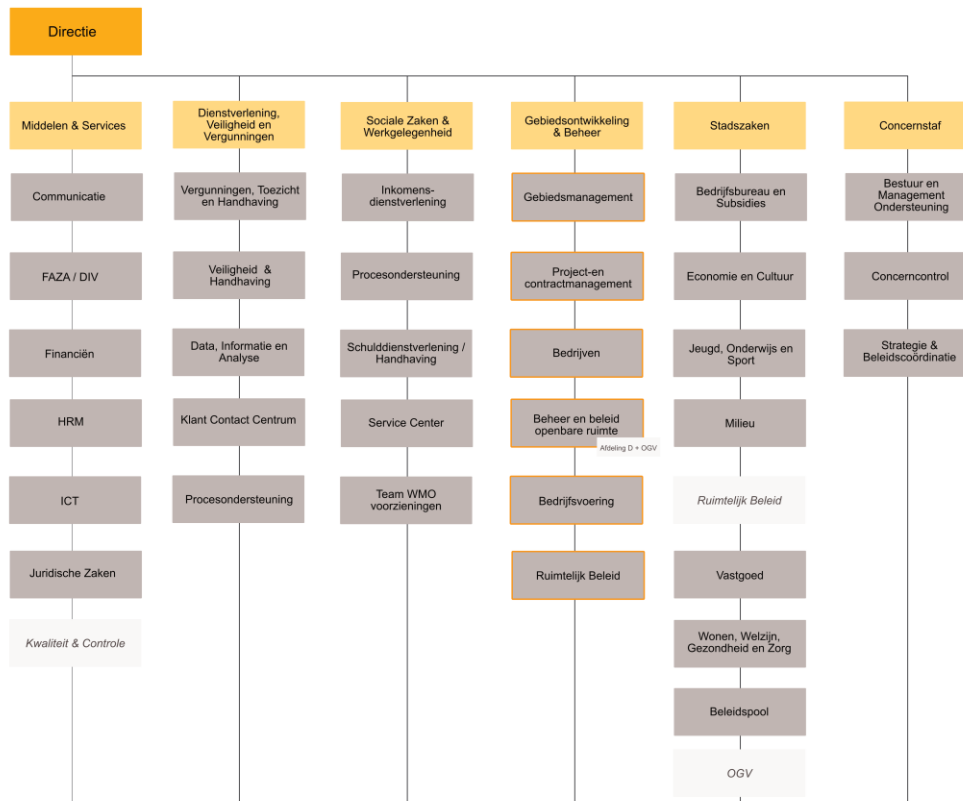 Directie
Middelen & Services
Communicatie
FAZA / DIV
Financiën
HRM
ICT
Juridische Zaken
Kwaliteit & Controle
Dienstverlening,
Veiligheid en
Vergunningen
Vergunningen, Toezicht
en Handhaving
Veiligheid &
Handhaving
Data, Informatie en
Analyse
Klant Contact Centrum
Procesondersteuning
Sociale Zaken &
Werkgelegenheid
Inkomens-
dienstverlening
Procesondersteuning
Schulddienstverlening /
Handhaving
Service Center
Team WMO
voorzieningen
Gebiedsontwikkeling
& Beheer
Gebiedsmanagement
Project-en
contractmanagement
Bedrijven
Beheer en beleid
openbare ruimte
Afdeling D + OGV
Bedrijfsvoering
Ruimtelijk Beleid
Stadszaken
Bedrijfsbureau en
Subsidies
Economie en Cultuur
Jeugd, Onderwijs en
Sport
Milieu
Ruimtelijk Beleid
Vastgoed
Wonen, Welzijn,
Gezondheid en Zorg
Beleidspool
OGV
Concernstaf
Bestuur en
Management
Ondersteuning
Concerncontrol
Strategie &
Beleidscoördinatie